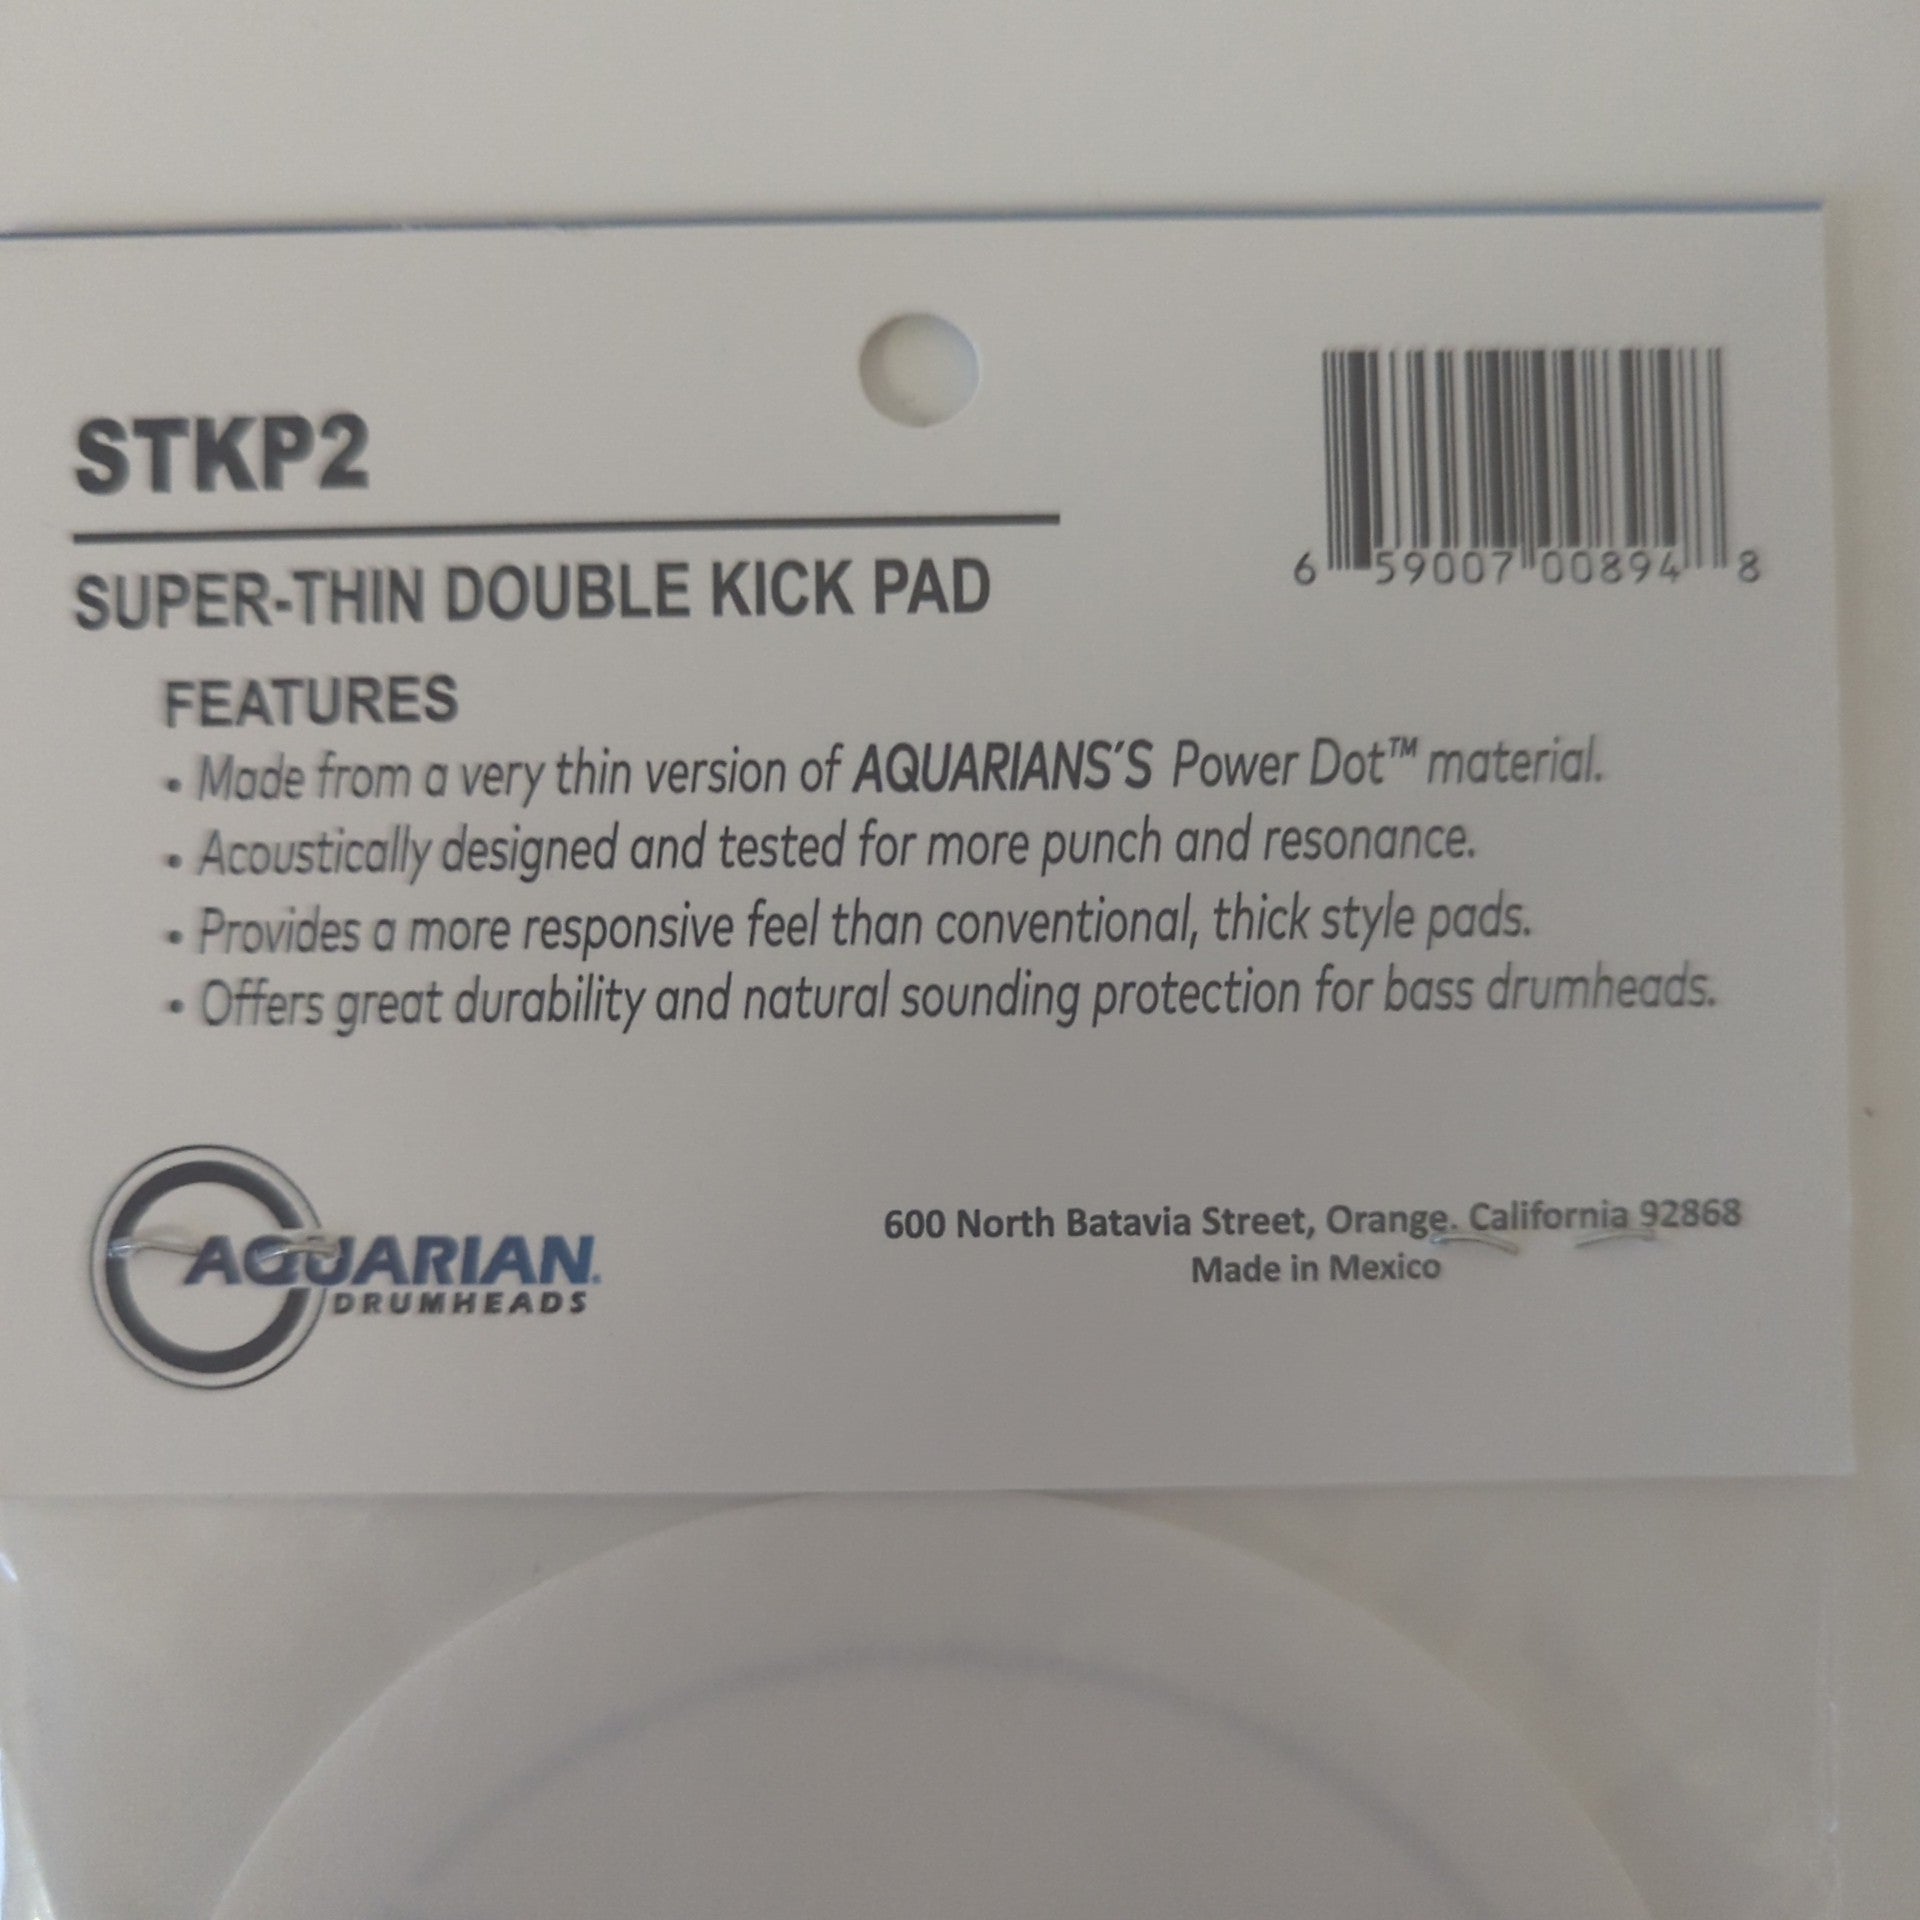 STKP2
SUPER-THIN DOUBLE KICK PAD
6 59007 00894 8
FEATURES
• Made from a very thin version of AQUARIANS'S Power Dot™ material.
• Acoustically designed and tested for more punch and resonance.
• Provides a more responsive feel than conventional, thick style pads.
• Offers great durability and natural sounding protection for bass drumheads.
AQUARIAN.
DRUMHEADS
600 North Batavia Street, Orange. California 92868
Made in Mexico